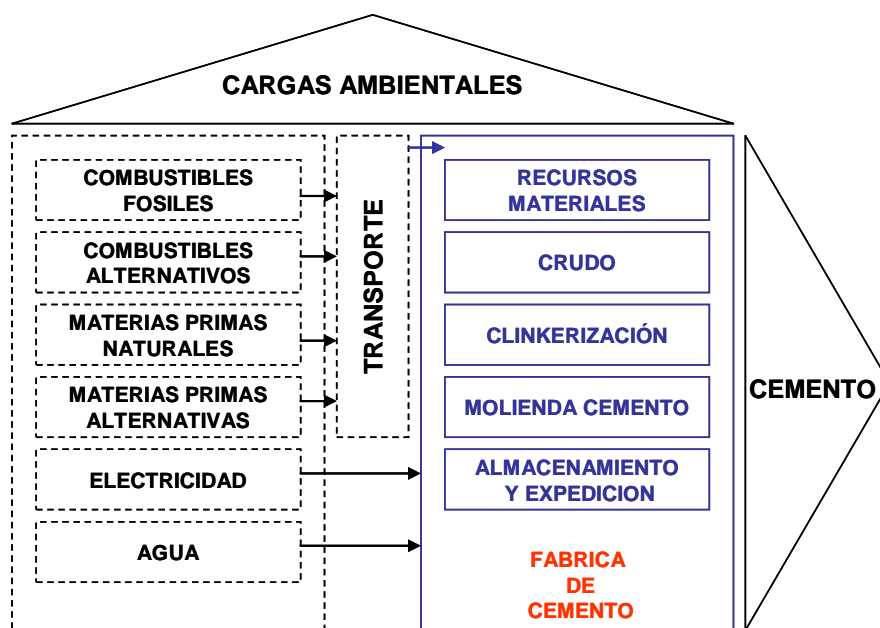 CARGAS AMBIENTALES
COMBUSTIBLES
FOSILES
COMBUSTIBLES
ALTERNATIVOS
MATERIAS PRIMAS
NATURALES
MATERIAS PRIMAS
ALTERNATIVAS
ELECTRICIDAD
AGUA
TRANSPORTE
RECURSOS
MATERIALES
CRUDO
CLINKERIZACIÓN
MOLIENDA CEMENTO
ALMACENAMIENTO
Y EXPEDICION
FABRICA
DE
CEMENTO
CEMENTO